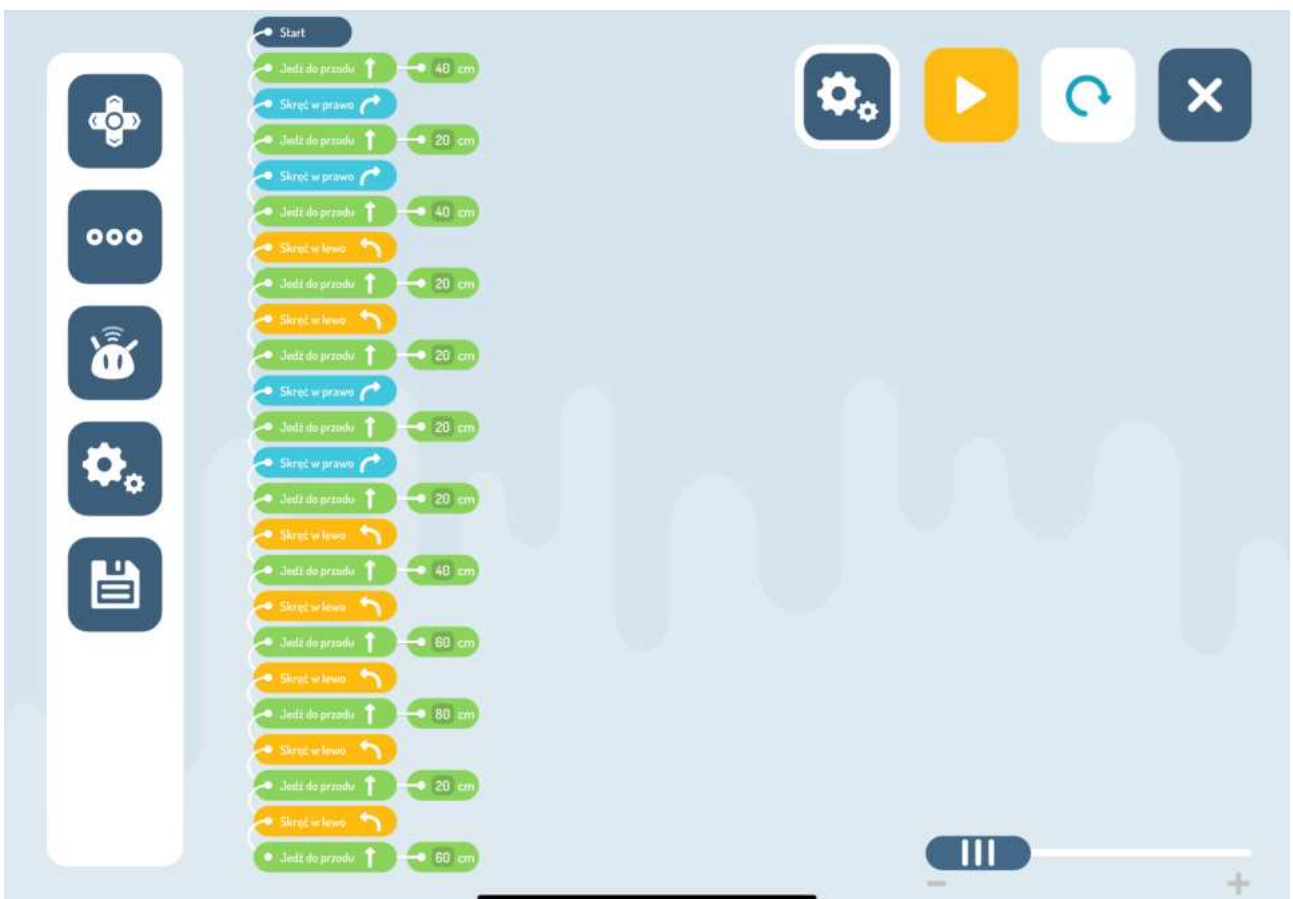 Start
Jedź do przodu 40 cm
Skręć w prawo
Jedź do przodu 20 cm
Skręć w prawo
Jedź do przodu 40 cm
Skręć w lewo
Jedź do przodu 20 cm
Skręć w lewo
Jedź do przodu 20 cm
Skręć w prawo
Jedź do przodu 20 cm
Skręć w prawo
Jedź do przodu 20 cm
Skręć w lewo
Jedź do przodu 40 cm
Skręć w lewo
Jedź do przodu 60 cm
Skręć w lewo
Jedź do przodu 80 cm
Skręć w lewo
Jedź do przodu 20 cm
Skręć w lewo
Jedź do przodu 60 cm